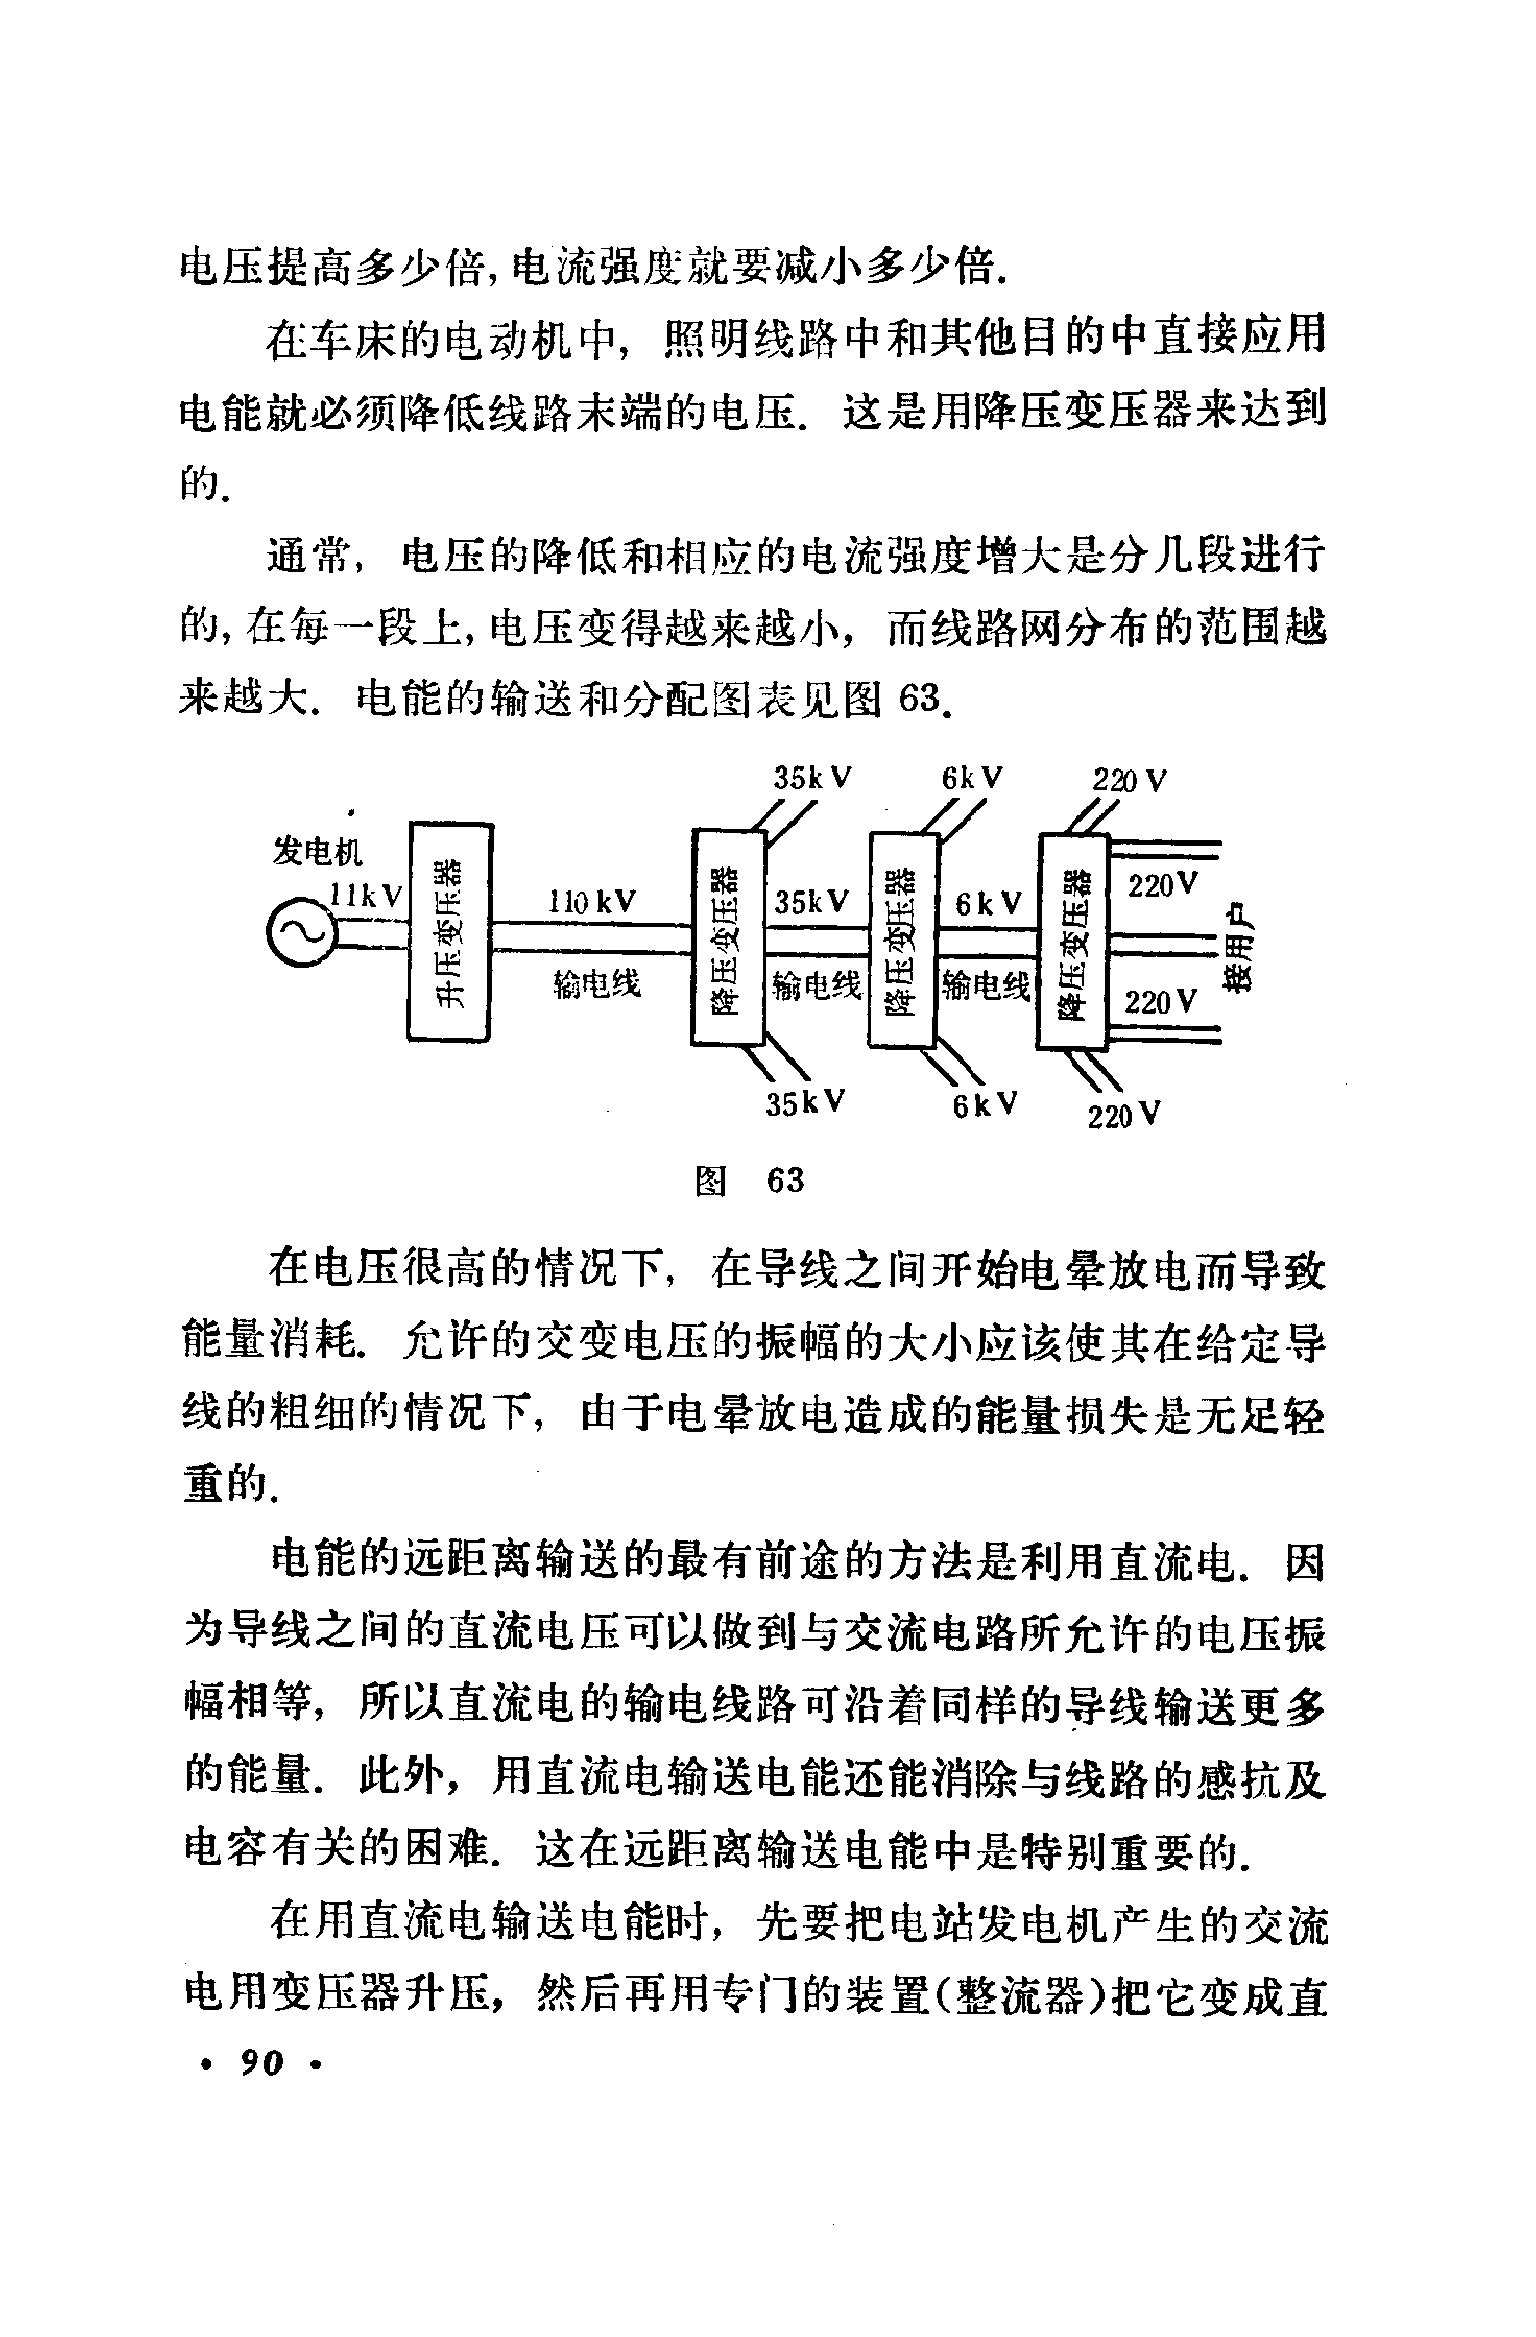 电压提高多少倍,电流强度就要减小多少倍.
在车床的电动机中，照明线路中和其他目的中直接应用
电能就必须降低线路末端的电压．这是用降压变压器来达到
的.
通常，电压的降低和相应的电流强度增大是分几段进行
的,在每一段上,电压变得越来越小，而线路网分布的范围越
来越大．电能的输送和分配图表见图 63.
35kV 6kV 220V
发电机
11kV
升压变压器
110kV
输电线
降压变压器
35kV
输电线
降压变压器
6kV
输电线
降压变压器
220V
220V
接用户
35kV 6kV 220V
图 63
在电压很高的情况下，在导线之间开始电晕放电而导致
能量消耗．允许的交变电压的振幅的大小应该使其在给定导
线的粗细的情况下，由于电晕放电造成的能量损失是无足轻
重的.
电能的远距离输送的最有前途的方法是利用直流电．因
为导线之间的直流电压可以做到与交流电路所允许的电压振
幅相等，所以直流电的输电线路可沿着同样的导线输送更多
的能量．此外，用直流电输送电能还能消除与线路的感抗及
电容有关的困难．这在远距离输送电能中是特别重要的.
在用直流电输送电能时，先要把电站发电机产生的交流
电用变压器升压，然后再用专门的装置(整流器)把它变成直
· 90 ·